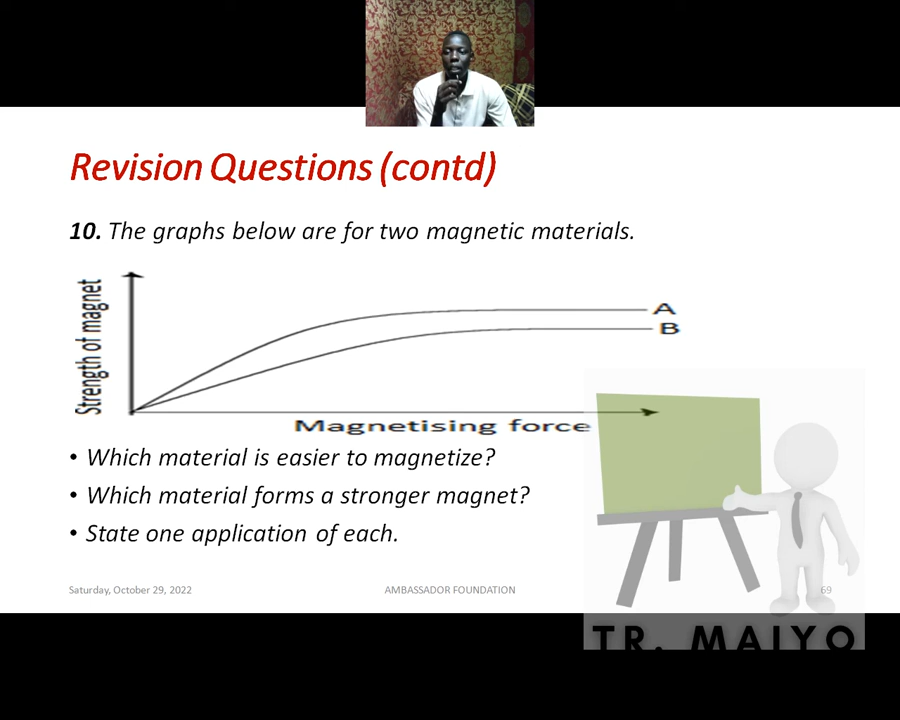 Revision Questions (contd)
10. The graphs below are for two magnetic materials.
Strength of magnet
A
B
Magnetising force
• Which material is easier to magnetize?
• Which material forms a stronger magnet?
• State one application of each.
Saturday, October 29, 2022
AMBASSADOR FOUNDATION
69
TR. MAIYO